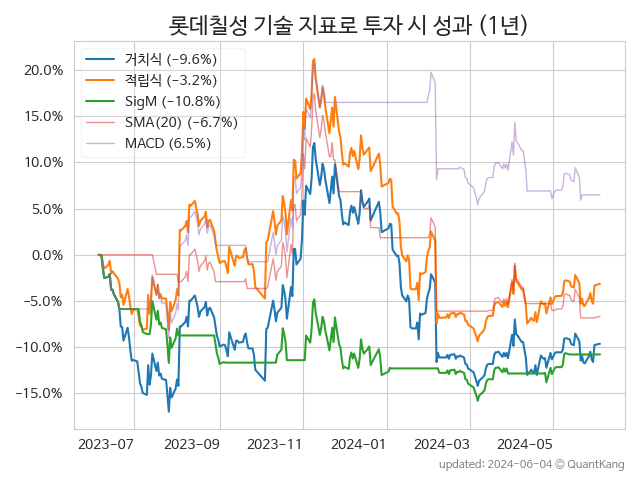 롯데칠성 기술 지표로 투자 시 성과 (1년)
거치식 (−9.6%)
적립식 (−3.2%)
SigM (−10.8%)
SMA(20) (−6.7%)
MACD (6.5%)
20.0%
15.0%
10.0%
5.0%
0.0%
−5.0%
−10.0%
−15.0%
2023-07 2023-09 2023-11 2024-01 2024-03 2024-05
updated: 2024-06-04 ⓒ QuantKang